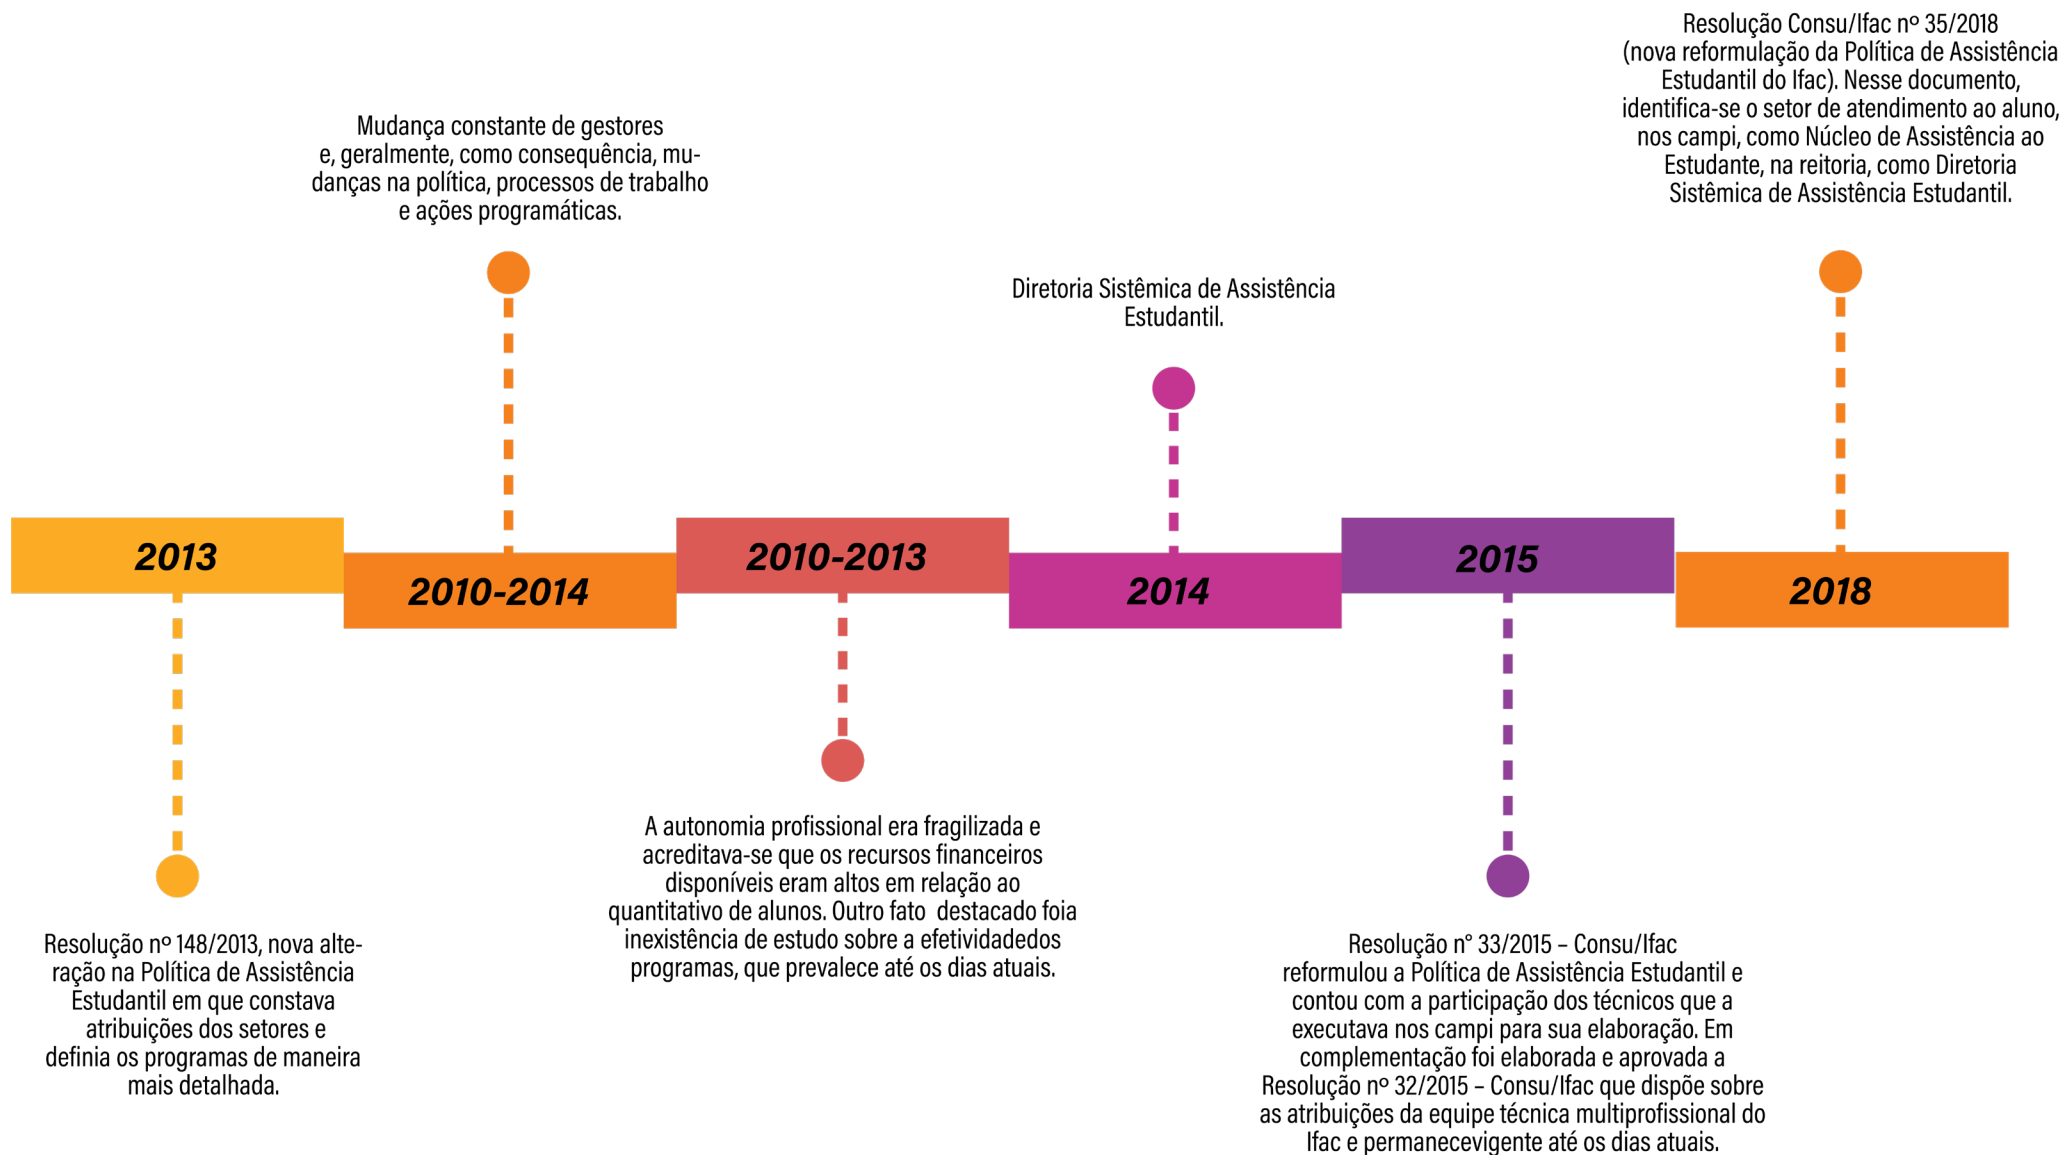 2013
Resolução nº 148/2013, nova alte-
ração na Política de Assistência
Estudantil em que constava
atribuições dos setores e
definia os programas de maneira
mais detalhada.
Mudança constante de gestores
e, geralmente, como consequência, mu-
danças na política, processos de trabalho
e ações programáticas.
2010-2014
2010-2013
A autonomia profissional era fragilizada e
acreditava-se que os recursos financeiros
disponíveis eram altos em relação ao
quantitativo de alunos. Outro fato  destacado foia
inexistência de estudo sobre a efetividadedos
programas, que prevalece até os dias atuais.
Diretoria Sistêmica de Assistência
Estudantil.
2014
2015
Resolução n° 33/2015 – Consu/Ifac
reformulou a Política de Assistência Estudantil e
contou com a participação dos técnicos que a
executava nos campi para sua elaboração. Em
complementação foi elaborada e aprovada a
Resolução nº 32/2015 – Consu/Ifac que dispõe sobre
as atribuições da equipe técnica multiprofissional do
Ifac e permanecevigente até os dias atuais.
Resolução Consu/Ifac nº 35/2018
(nova reformulação da Política de Assistência
Estudantil do Ifac). Nesse documento,
identifica-se o setor de atendimento ao aluno,
nos campi, como Núcleo de Assistência ao
Estudante, na reitoria, como Diretoria
Sistêmica de Assistência Estudantil.
2018